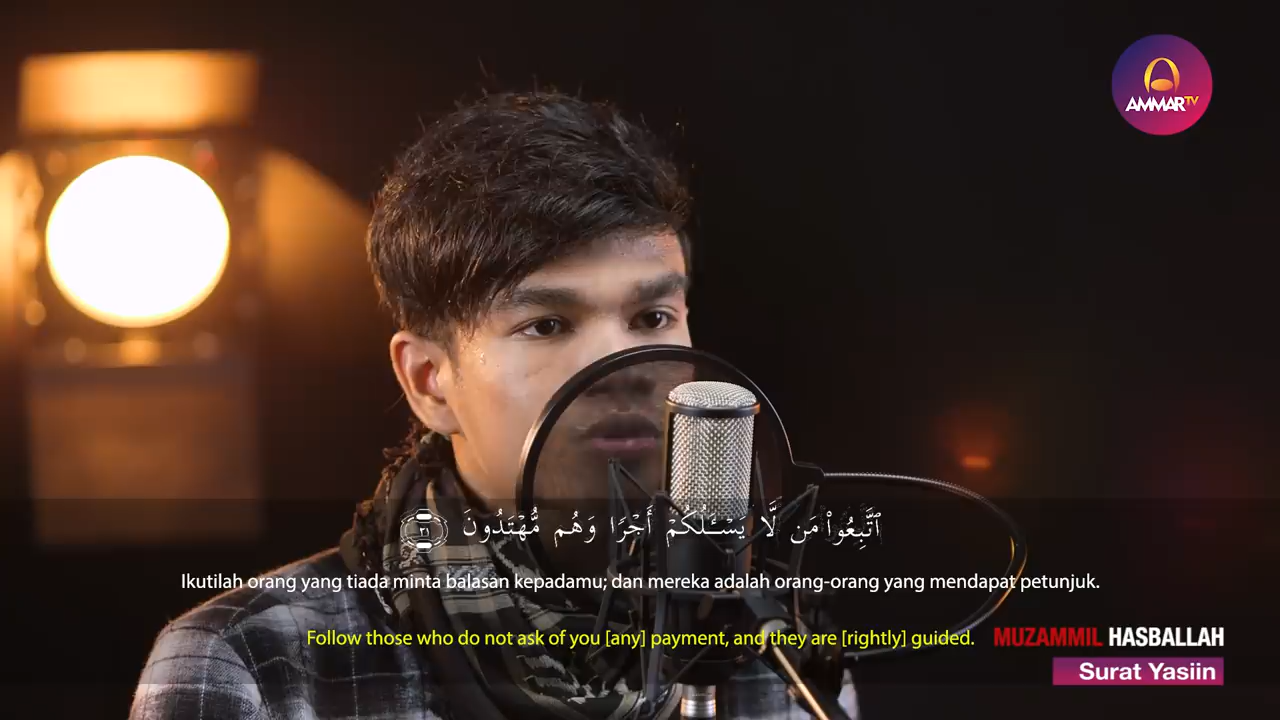 AMMARTV
ٱتَّبِعُوا۟ مَن لَّا يَسْـَٔلُكُمْ أَجْرًا وَهُم مُّهْتَدُونَ ٢١
Ikutilah orang yang tiada minta balasan kepadamu; dan mereka adalah orang-orang yang mendapat petunjuk.
Follow those who do not ask of you [any] payment, and they are [rightly] guided.
MUZAMMIL HASBALLAH
Surat Yasiin